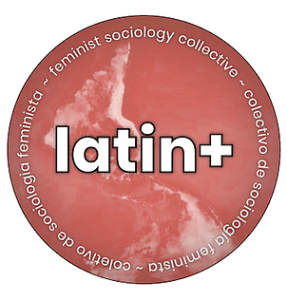 ~ feminist sociology collective ~ colectivo de sociología feminista ~ coletivo de sociologia feminista
latin+